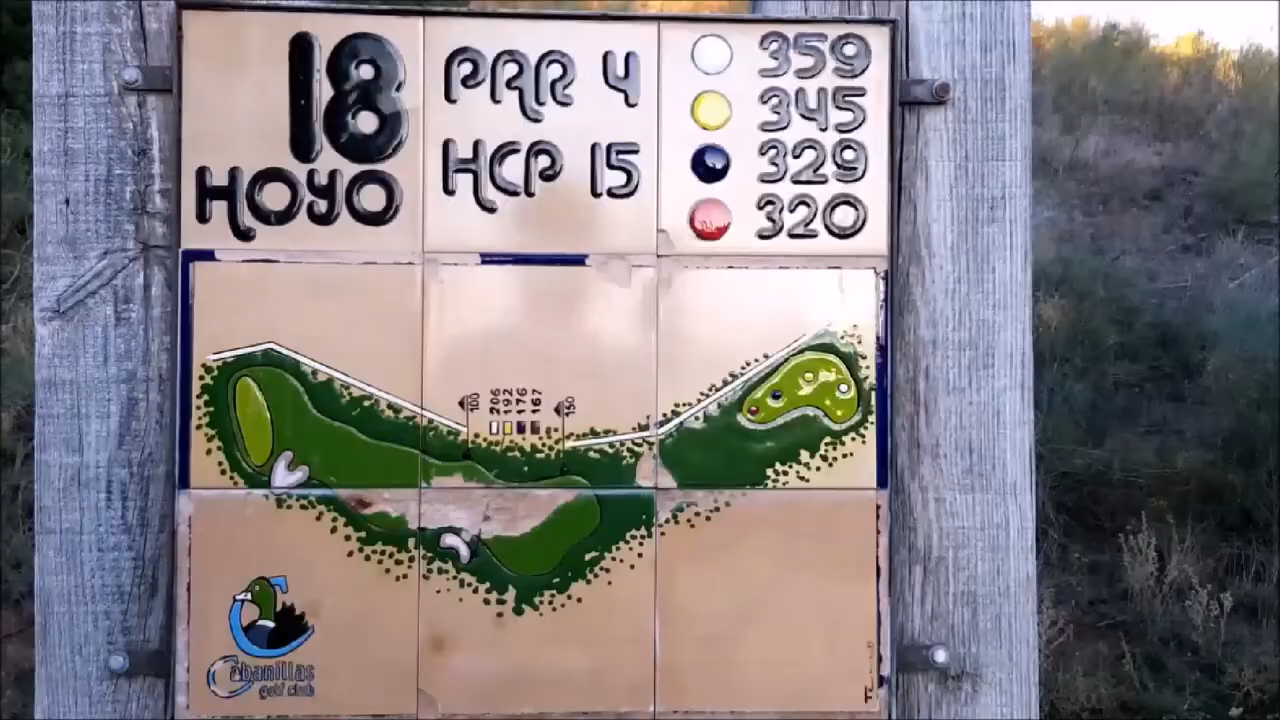 18
HOYO
PAR 4
HCP 15
359
345
329
320
100
206
192
176
167
150
Cabanillas
golf club